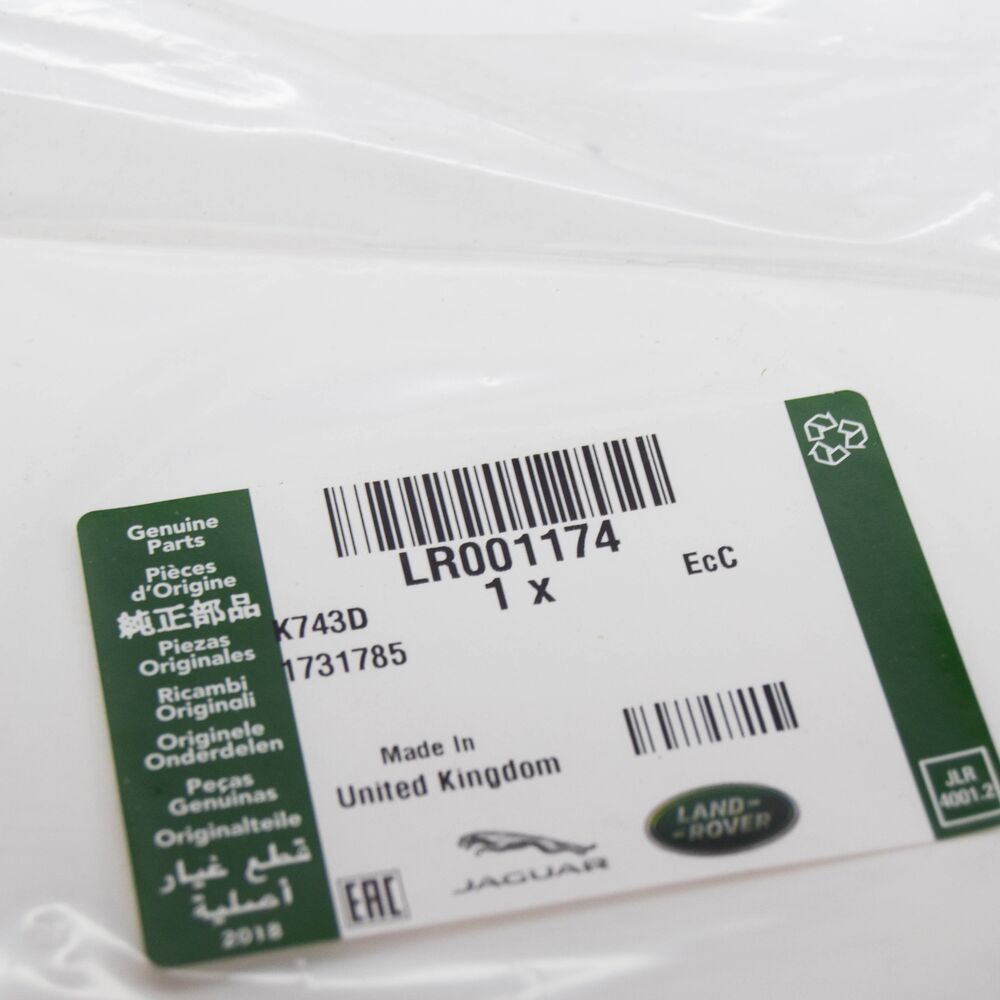 Genuine
Parts
Pièces
d'Origine
純正部品
Piezas
Originales
Ricambi
Originali
Originele
Onderdelen
Peças
Genuínas
Originalteile
قطع غيار
أصلية
2018
LR001174
1 x
EcC
K743D
1731785
Made In
United Kingdom
EAC
JAGUAR
LAND-
-ROVER
JLR
4001.2